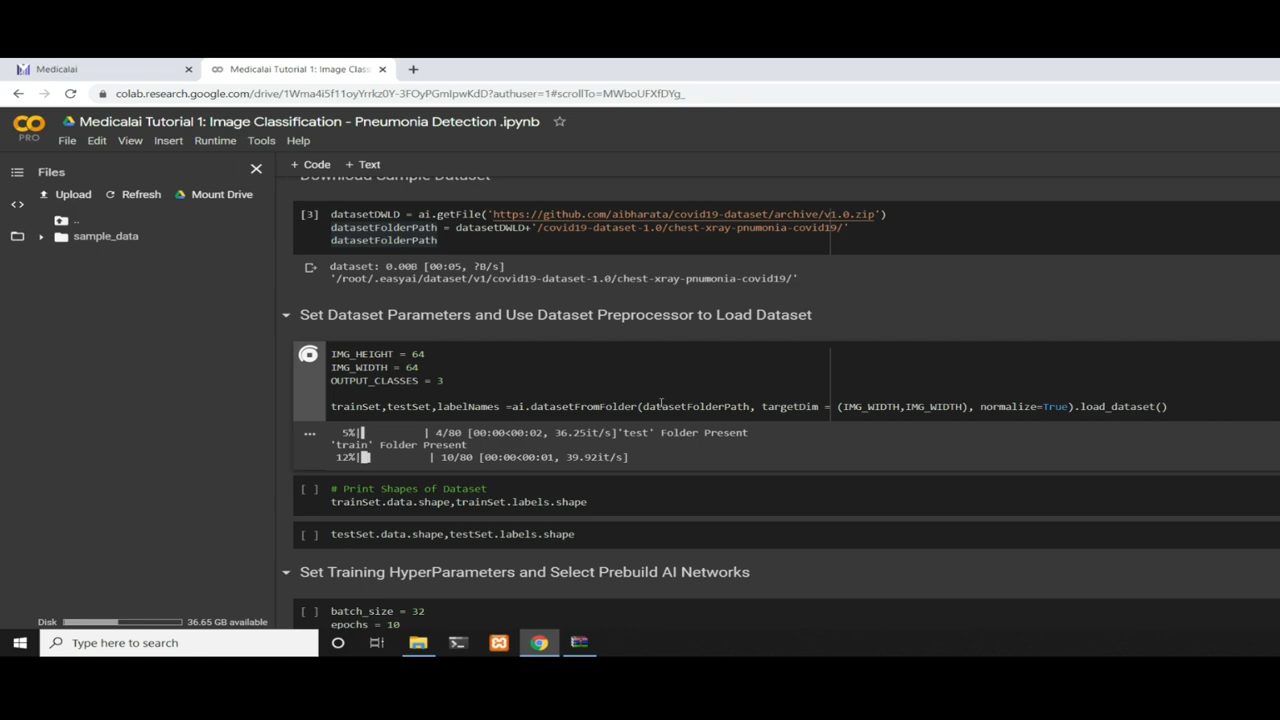 Medicalai
Medicalai Tutorial 1: Image Clas
colab.research.google.com/drive/1Wma4i5f11oyYrrkz0Y-3FOyPGmIpwKdD?authuser=1#scrollTo=MWboUFXfDYg_
PRO
Medicalai Tutorial 1: Image Classification - Pneumonia Detection .ipynb
File Edit View Insert Runtime Tools Help
Files
+ Code + Text
Upload Refresh Mount Drive
..
sample_data
Download Sample Dataset
[3] datasetDWLD = ai.getFile('https://github.com/aibharata/covid19-dataset/archive/v1.0.zip')
datasetFolderPath = datasetDWLD+'/covid19-dataset-1.0/chest-xray-pnumonia-covid19/'
datasetFolderPath
dataset: 0.00B [00:05, ?B/s]
'/root/.easyai/dataset/v1/covid19-dataset-1.0/chest-xray-pnumonia-covid19/'
Set Dataset Parameters and Use Dataset Preprocessor to Load Dataset
IMG_HEIGHT = 64
IMG_WIDTH = 64
OUTPUT_CLASSES = 3
trainSet,testSet,labelNames =ai.datasetFromFolder(datasetFolderPath, targetDim = (IMG_WIDTH,IMG_WIDTH), normalize=True).load_dataset()
5%| | 4/80 [00:00<00:02, 36.25it/s]'test' Folder Present
'train' Folder Present
12%| | 10/80 [00:00<00:01, 39.92it/s]
[ ] # Print Shapes of Dataset
trainSet.data.shape,trainSet.labels.shape
[ ] testSet.data.shape,testSet.labels.shape
Set Training HyperParameters and Select Prebuild AI Networks
[ ] batch_size = 32
epochs = 10
Disk 36.65 GB available
Type here to search